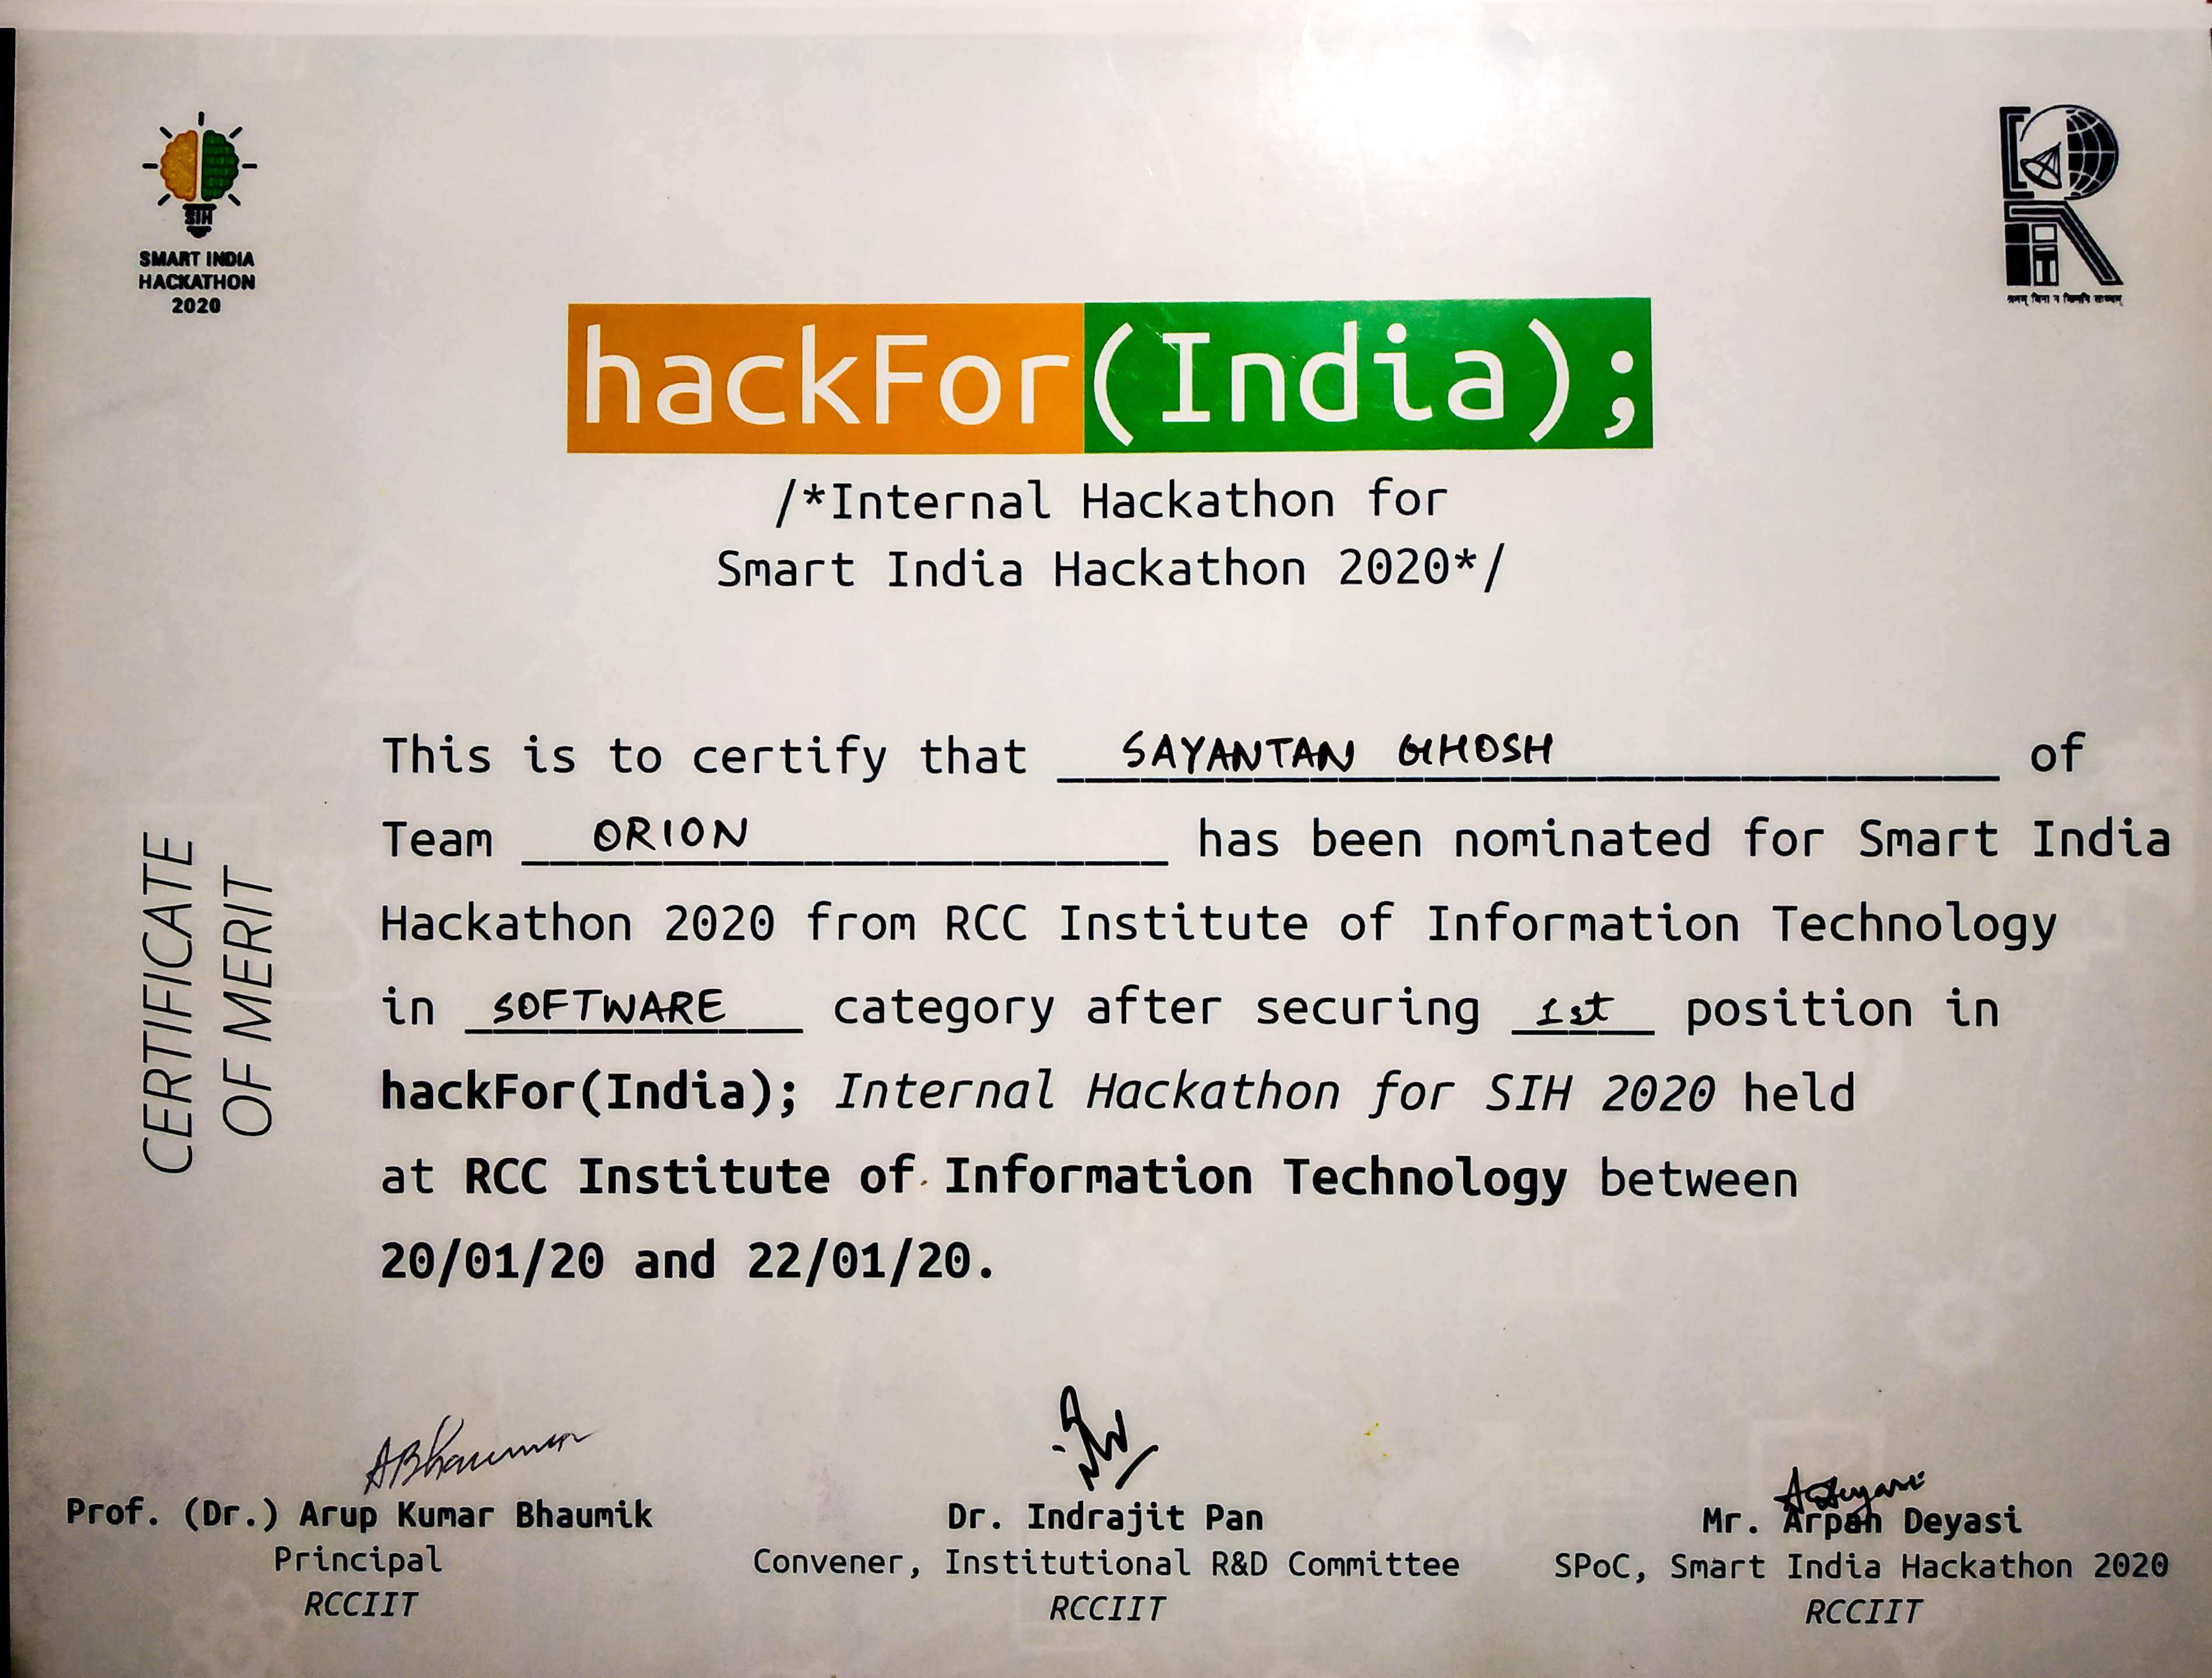 SIH
SMART INDIA
HACKATHON
2020
श्रमम् बिना न किमपि साध्यम्
hackFor(India);
/*Internal Hackathon for
Smart India Hackathon 2020*/
CERTIFICATE
OF MERIT
This is to certify that SAYANTAN GHOSH of
Team ORION has been nominated for Smart India
Hackathon 2020 from RCC Institute of Information Technology
in SOFTWARE category after securing 1st position in
hackFor(India); Internal Hackathon for SIH 2020 held
at RCC Institute of Information Technology between
20/01/20 and 22/01/20.
ABhaumik
Prof. (Dr.) Arup Kumar Bhaumik
Principal
RCCIIT
Dr. Indrajit Pan
Convener, Institutional R&D Committee
RCCIIT
ADeyasi
Mr. Arpan Deyasi
SPoC, Smart India Hackathon 2020
RCCIIT